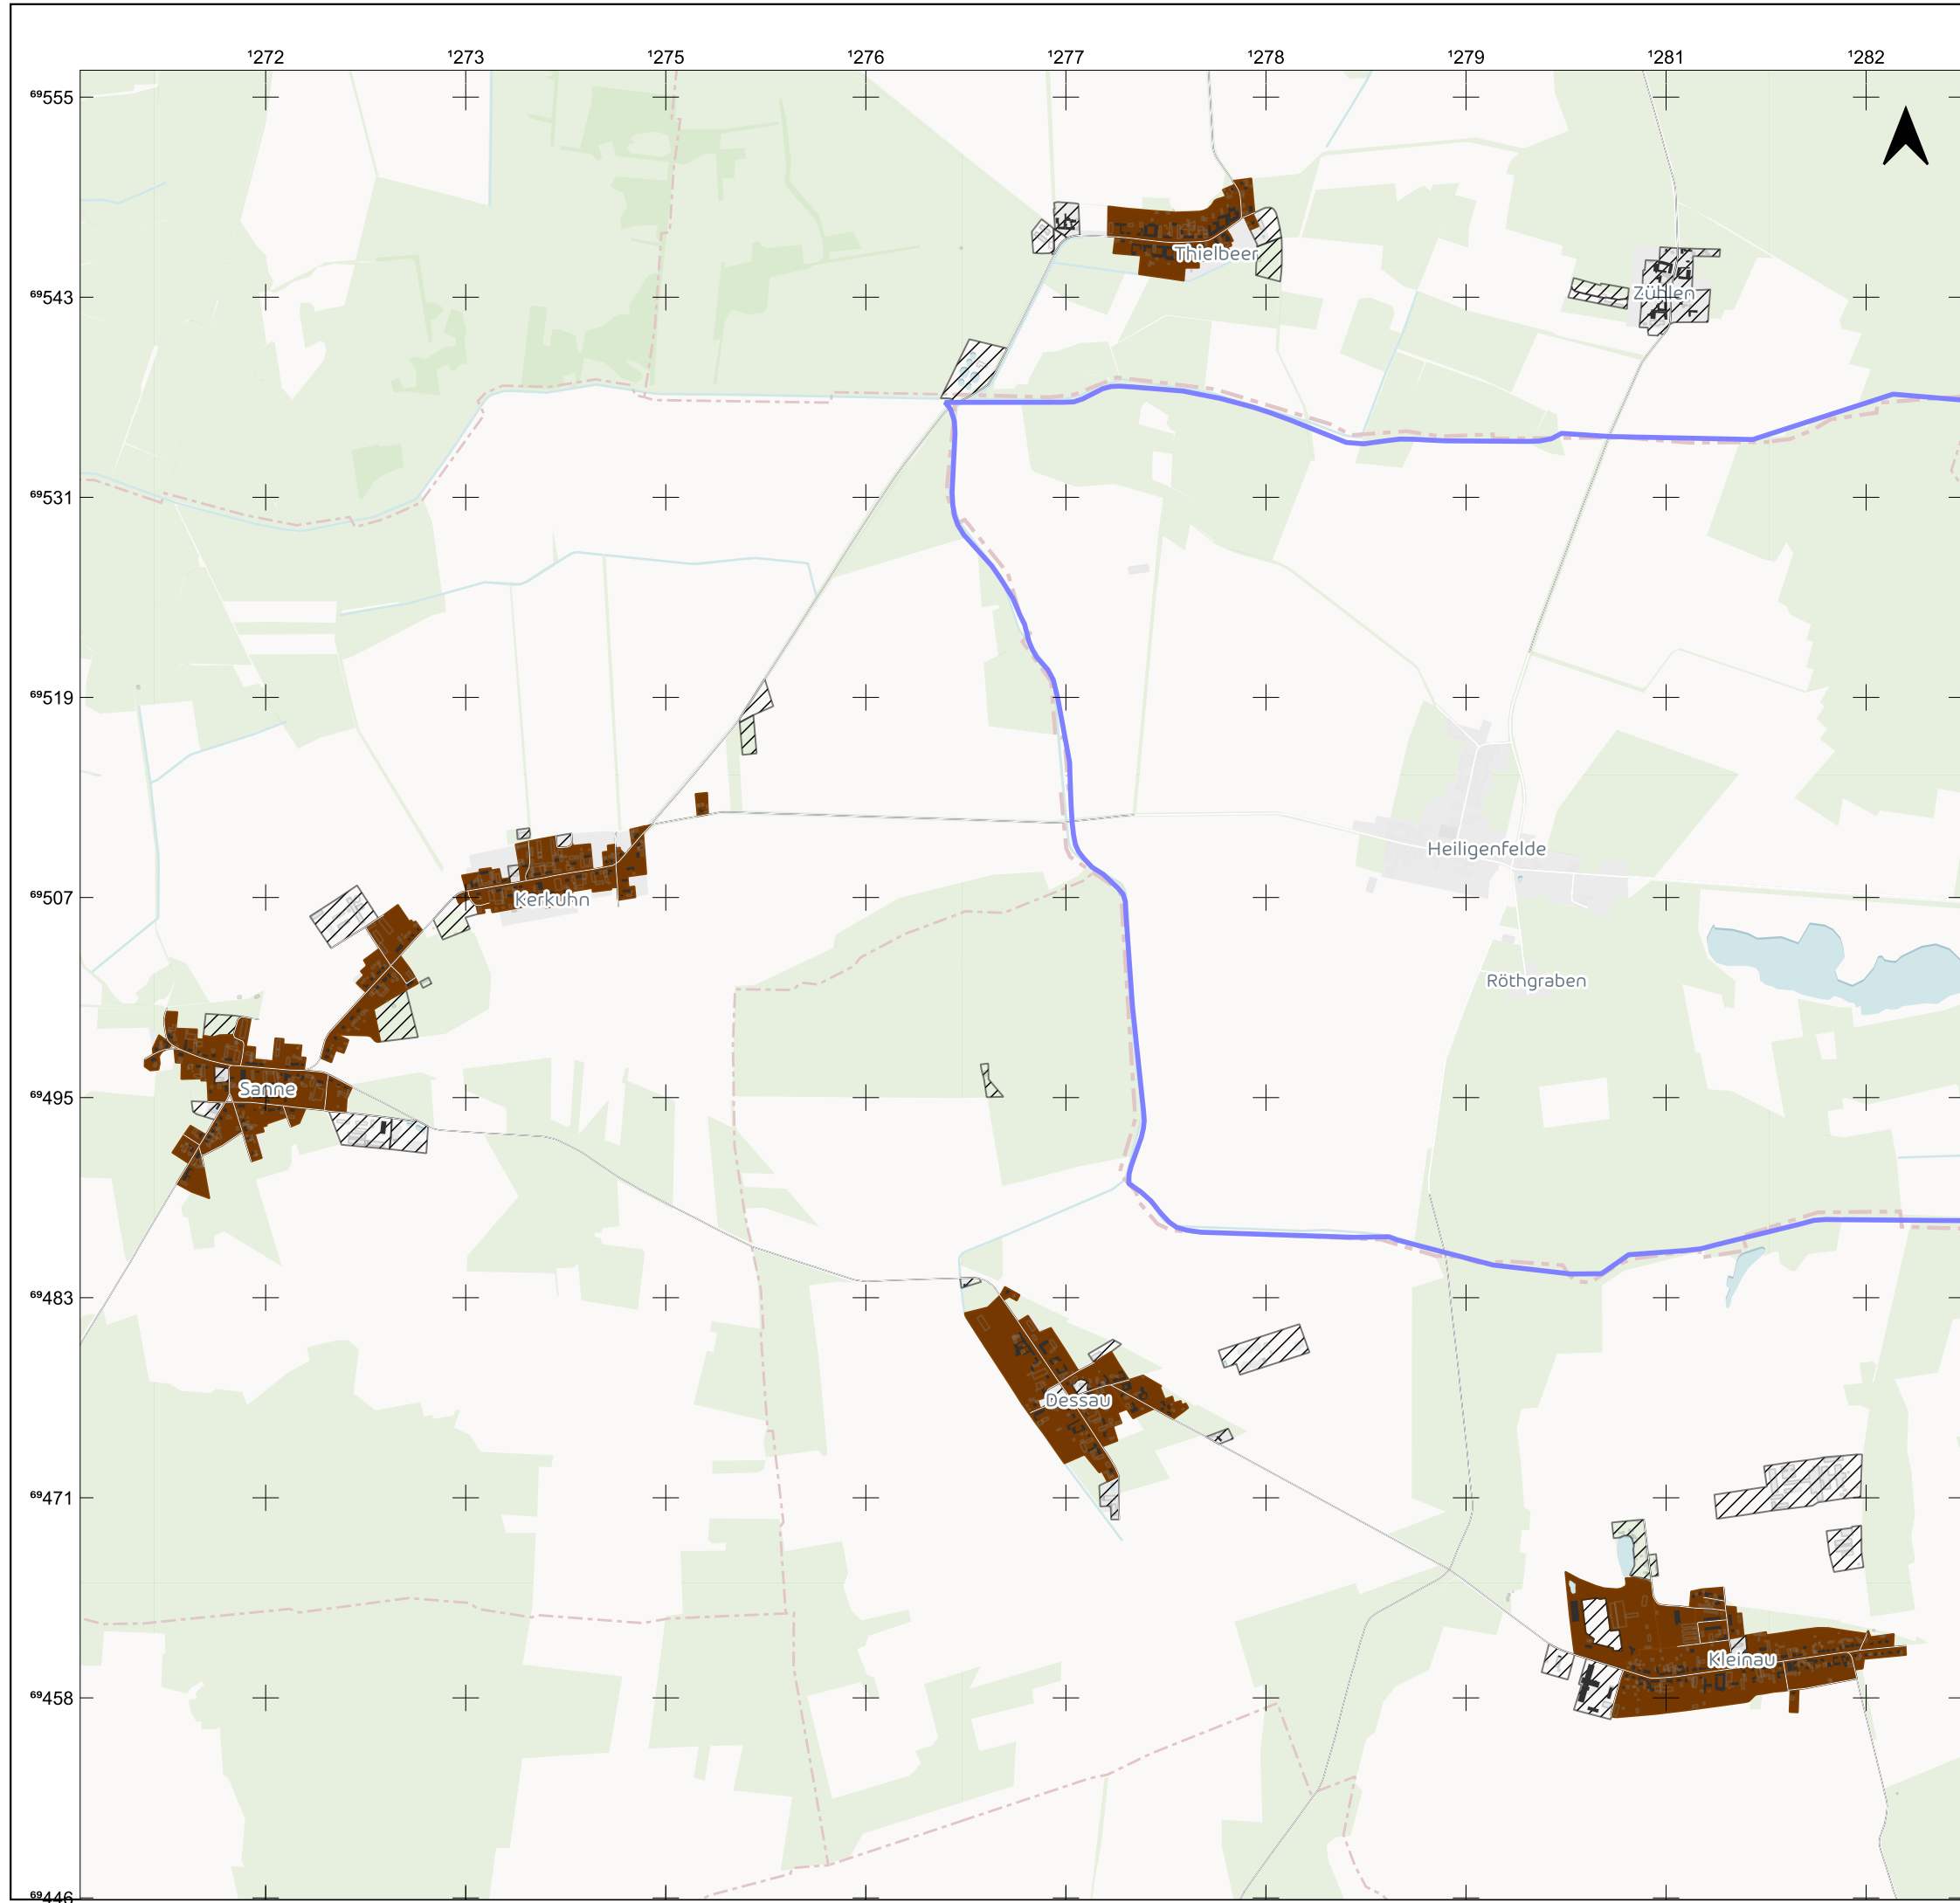 ¹272 ¹273 ¹275 ¹276 ¹277 ¹278 ¹279 ¹281 ¹282
⁶⁹555
Thielbeer
⁶⁹543
Zühlen
⁶⁹531
⁶⁹519
Heiligenfelde
⁶⁹507
Kerkuhn
Röthgraben
⁶⁹495
Sanne
⁶⁹483
Dessau
⁶⁹471
Kleinau
⁶⁹458
⁶⁹446